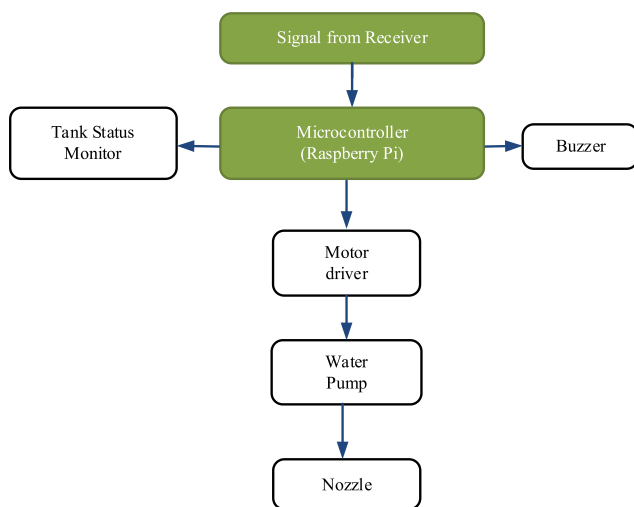 Signal from Receiver
Tank Status
Monitor
Microcontroller
(Raspberry Pi)
Buzzer
Motor
driver
Water
Pump
Nozzle